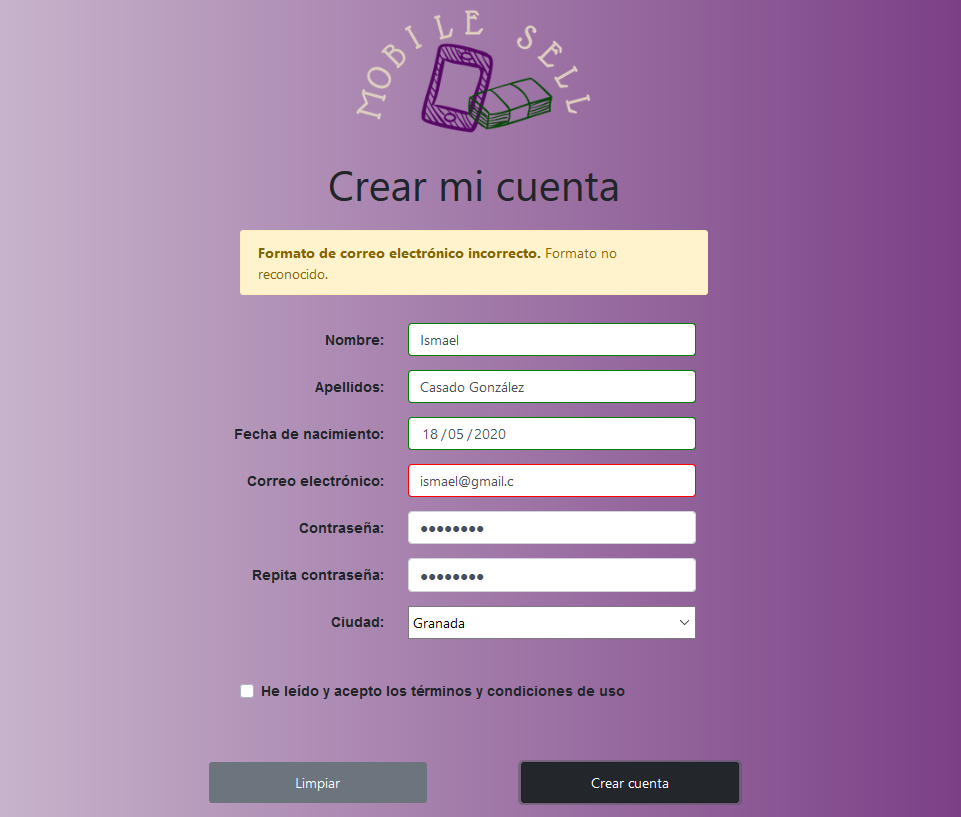 MOBILE SELL
Crear mi cuenta
Formato de correo electrónico incorrecto. Formato no
reconocido.
Nombre: Ismael
Apellidos: Casado González
Fecha de nacimiento: 18/05/2020
Correo electrónico: ismael@gmail.c
Contraseña: ••••••••
Repita contraseña: ••••••••
Ciudad: Granada
He leído y acepto los términos y condiciones de uso
Limpiar Crear cuenta